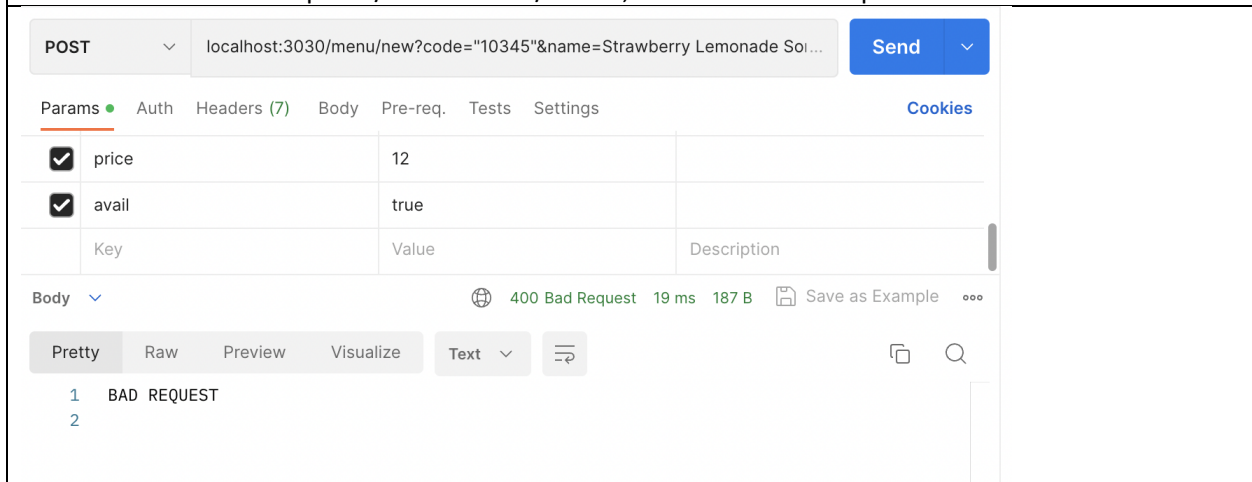 POST localhost:3030/menu/new?code="10345"&name=Strawberry Lemonade Sor... Send
Params Auth Headers (7) Body Pre-req. Tests Settings Cookies
price 12
avail true
Key Value Description
Body 400 Bad Request 19 ms 187 B Save as Example
Pretty Raw Preview Visualize Text
1 BAD REQUEST
2